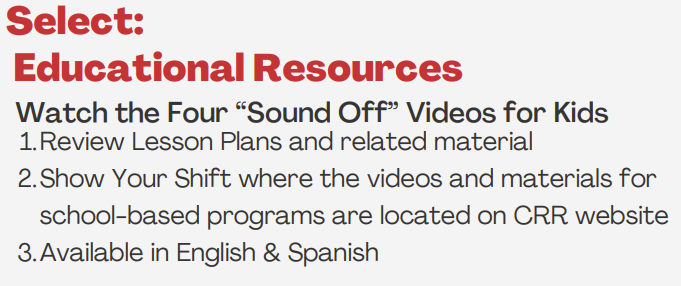 Select:
Educational Resources
Watch the Four “Sound Off” Videos for Kids
1.Review Lesson Plans and related material
2.Show Your Shift where the videos and materials for
school-based programs are located on CRR website
3.Available in English & Spanish